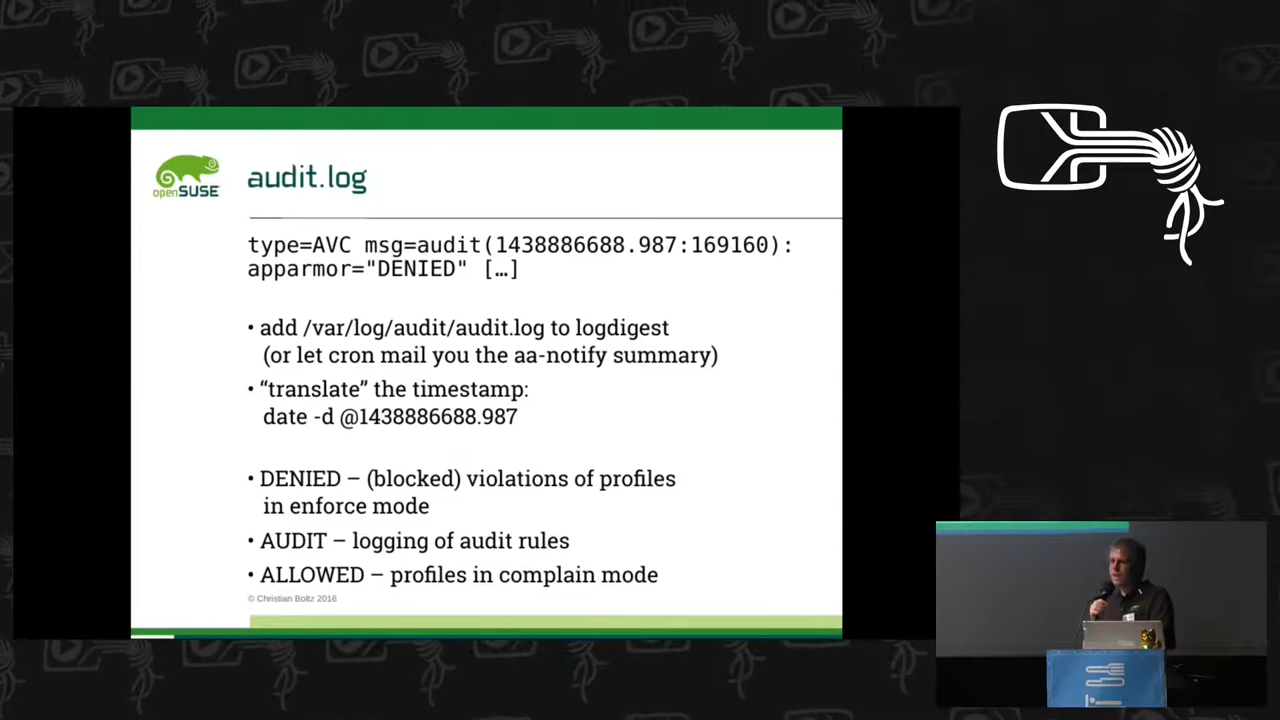 openSUSE
audit.log
type=AVC msg=audit(1438886688.987:169160):
apparmor="DENIED" […]
• add /var/log/audit/audit.log to logdigest
(or let cron mail you the aa-notify summary)
• “translate” the timestamp:
date -d @1438886688.987
• DENIED – (blocked) violations of profiles
in enforce mode
• AUDIT – logging of audit rules
• ALLOWED – profiles in complain mode
© Christian Boltz 2016